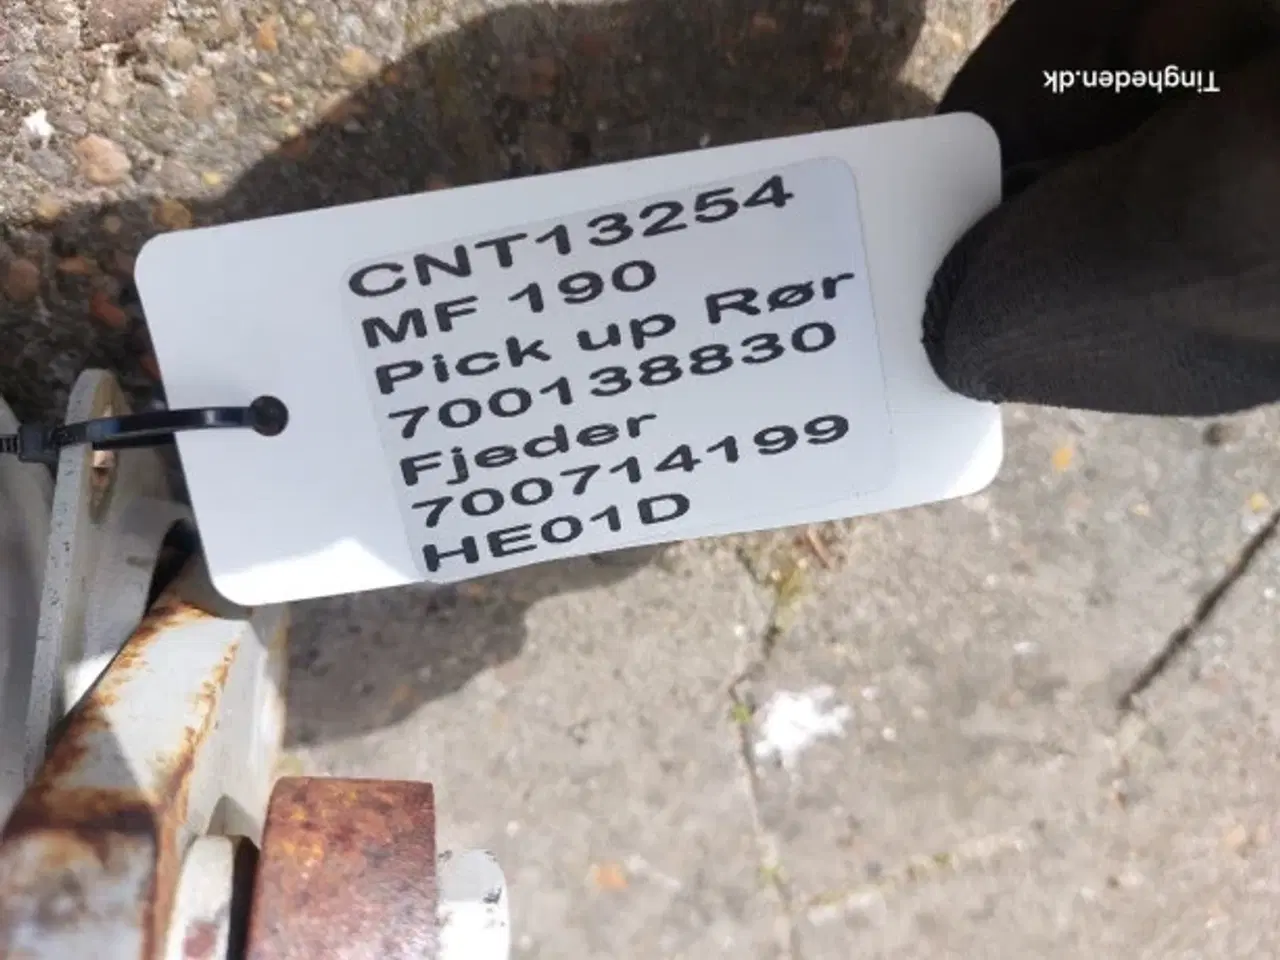 Tingheden.dk
CNT13254
MF 190
Pick up Rør
700138830
Fjeder
700714199
HE01D